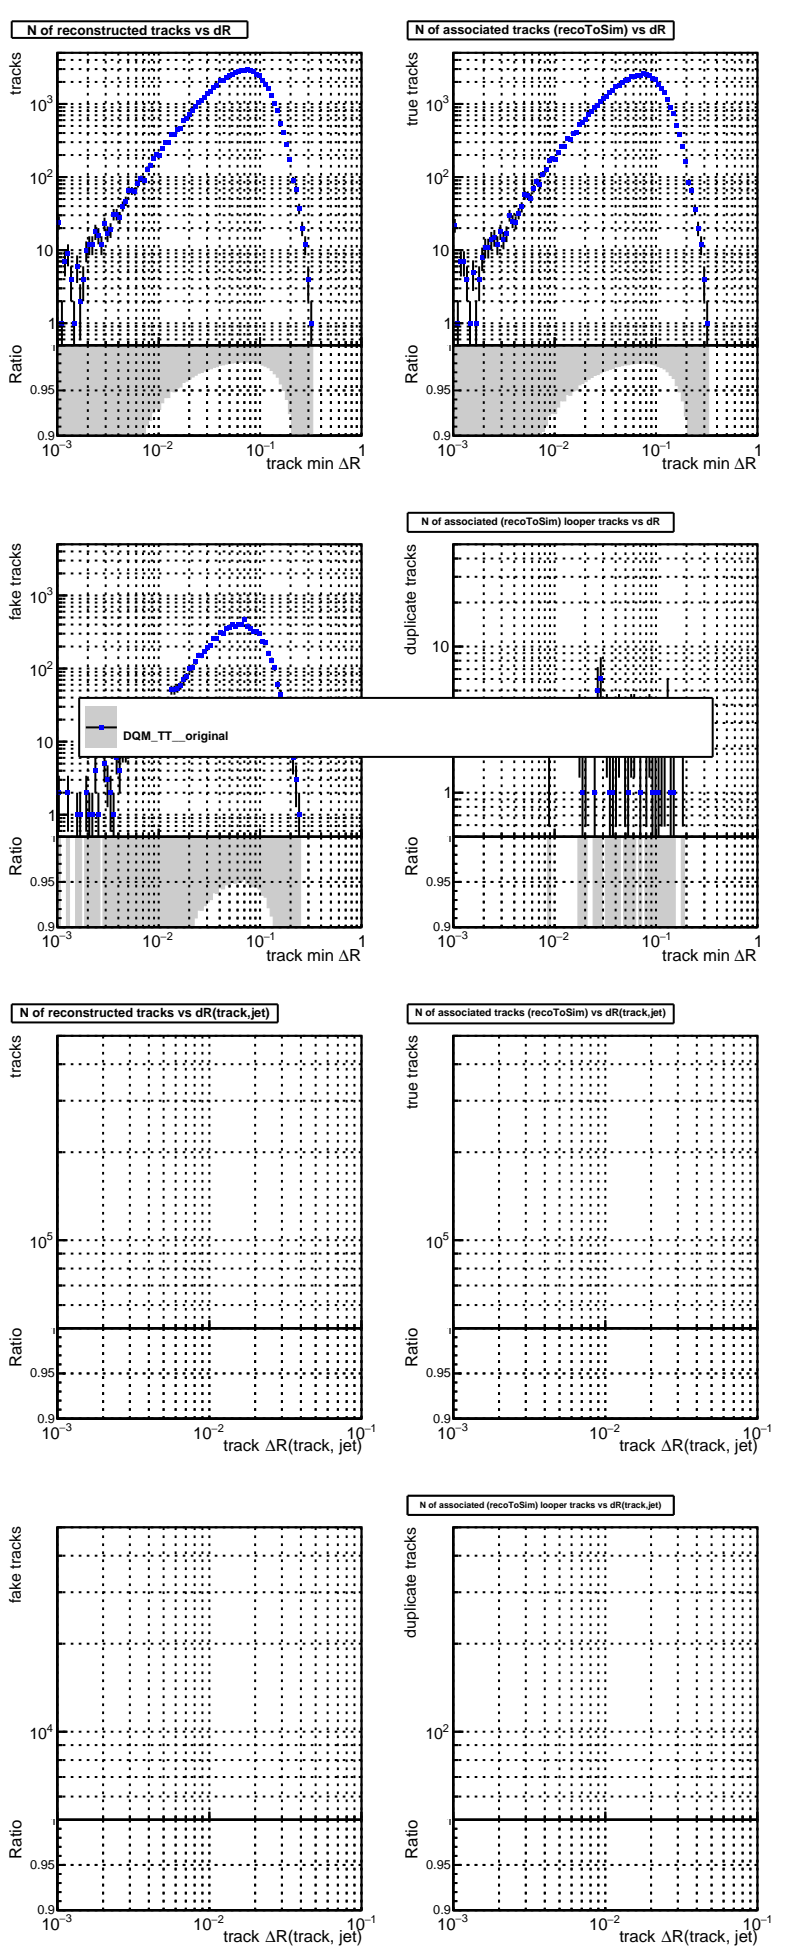 N of reconstructed tracks vs dR
tracks
10³
10²
10
1
Ratio
1
0.95
0.9
10⁻³ 10⁻² 10⁻¹ 1
track min ΔR
N of associated tracks (recoToSim) vs dR
true tracks
10³
10²
10
1
Ratio
1
0.95
0.9
10⁻³ 10⁻² 10⁻¹ 1
track min ΔR
fake tracks
10³
10²
10
1
Ratio
1
0.95
0.9
10⁻³ 10⁻² 10⁻¹ 1
track min ΔR
N of associated (recoToSim) looper tracks vs dR
duplicate tracks
10
1
Ratio
1
0.95
0.9
10⁻³ 10⁻² 10⁻¹ 1
track min ΔR
DQM_TT__original
N of reconstructed tracks vs dR(track,jet)
tracks
10⁵
Ratio
1
0.95
0.9
10⁻³ 10⁻² 10⁻¹
track ΔR(track, jet)
N of associated tracks (recoToSim) vs dR(track,jet)
true tracks
10⁵
Ratio
1
0.95
0.9
10⁻³ 10⁻² 10⁻¹
track ΔR(track, jet)
fake tracks
10⁴
Ratio
1
0.95
0.9
10⁻³ 10⁻² 10⁻¹
track ΔR(track, jet)
N of associated (recoToSim) looper tracks vs dR(track,jet)
duplicate tracks
10²
Ratio
1
0.95
0.9
10⁻³ 10⁻² 10⁻¹
track ΔR(track, jet)